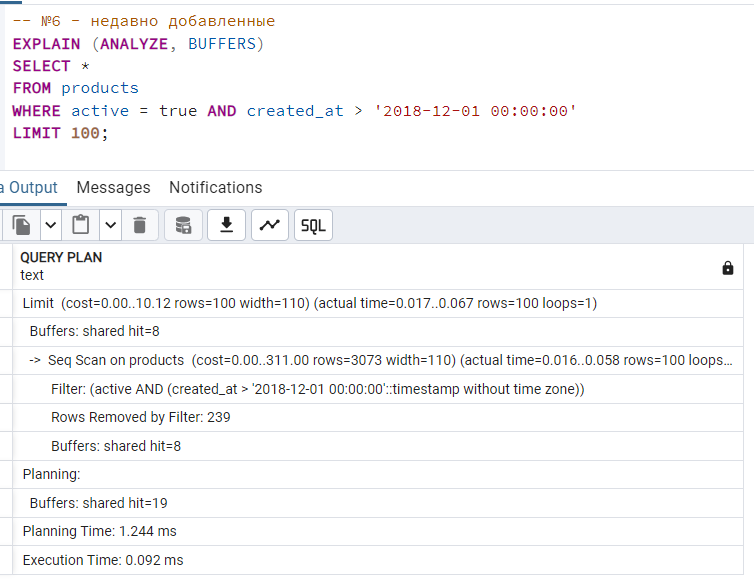 -- №6 - недавно добавленные
EXPLAIN (ANALYZE, BUFFERS)
SELECT *
FROM products
WHERE active = true AND created_at > '2018-12-01 00:00:00'
LIMIT 100;
a Output Messages Notifications
SQL
QUERY PLAN
text
Limit (cost=0.00..10.12 rows=100 width=110) (actual time=0.017..0.067 rows=100 loops=1)
Buffers: shared hit=8
-> Seq Scan on products (cost=0.00..311.00 rows=3073 width=110) (actual time=0.016..0.058 rows=100 loops...
Filter: (active AND (created_at > '2018-12-01 00:00:00'::timestamp without time zone))
Rows Removed by Filter: 239
Buffers: shared hit=8
Planning:
Buffers: shared hit=19
Planning Time: 1.244 ms
Execution Time: 0.092 ms